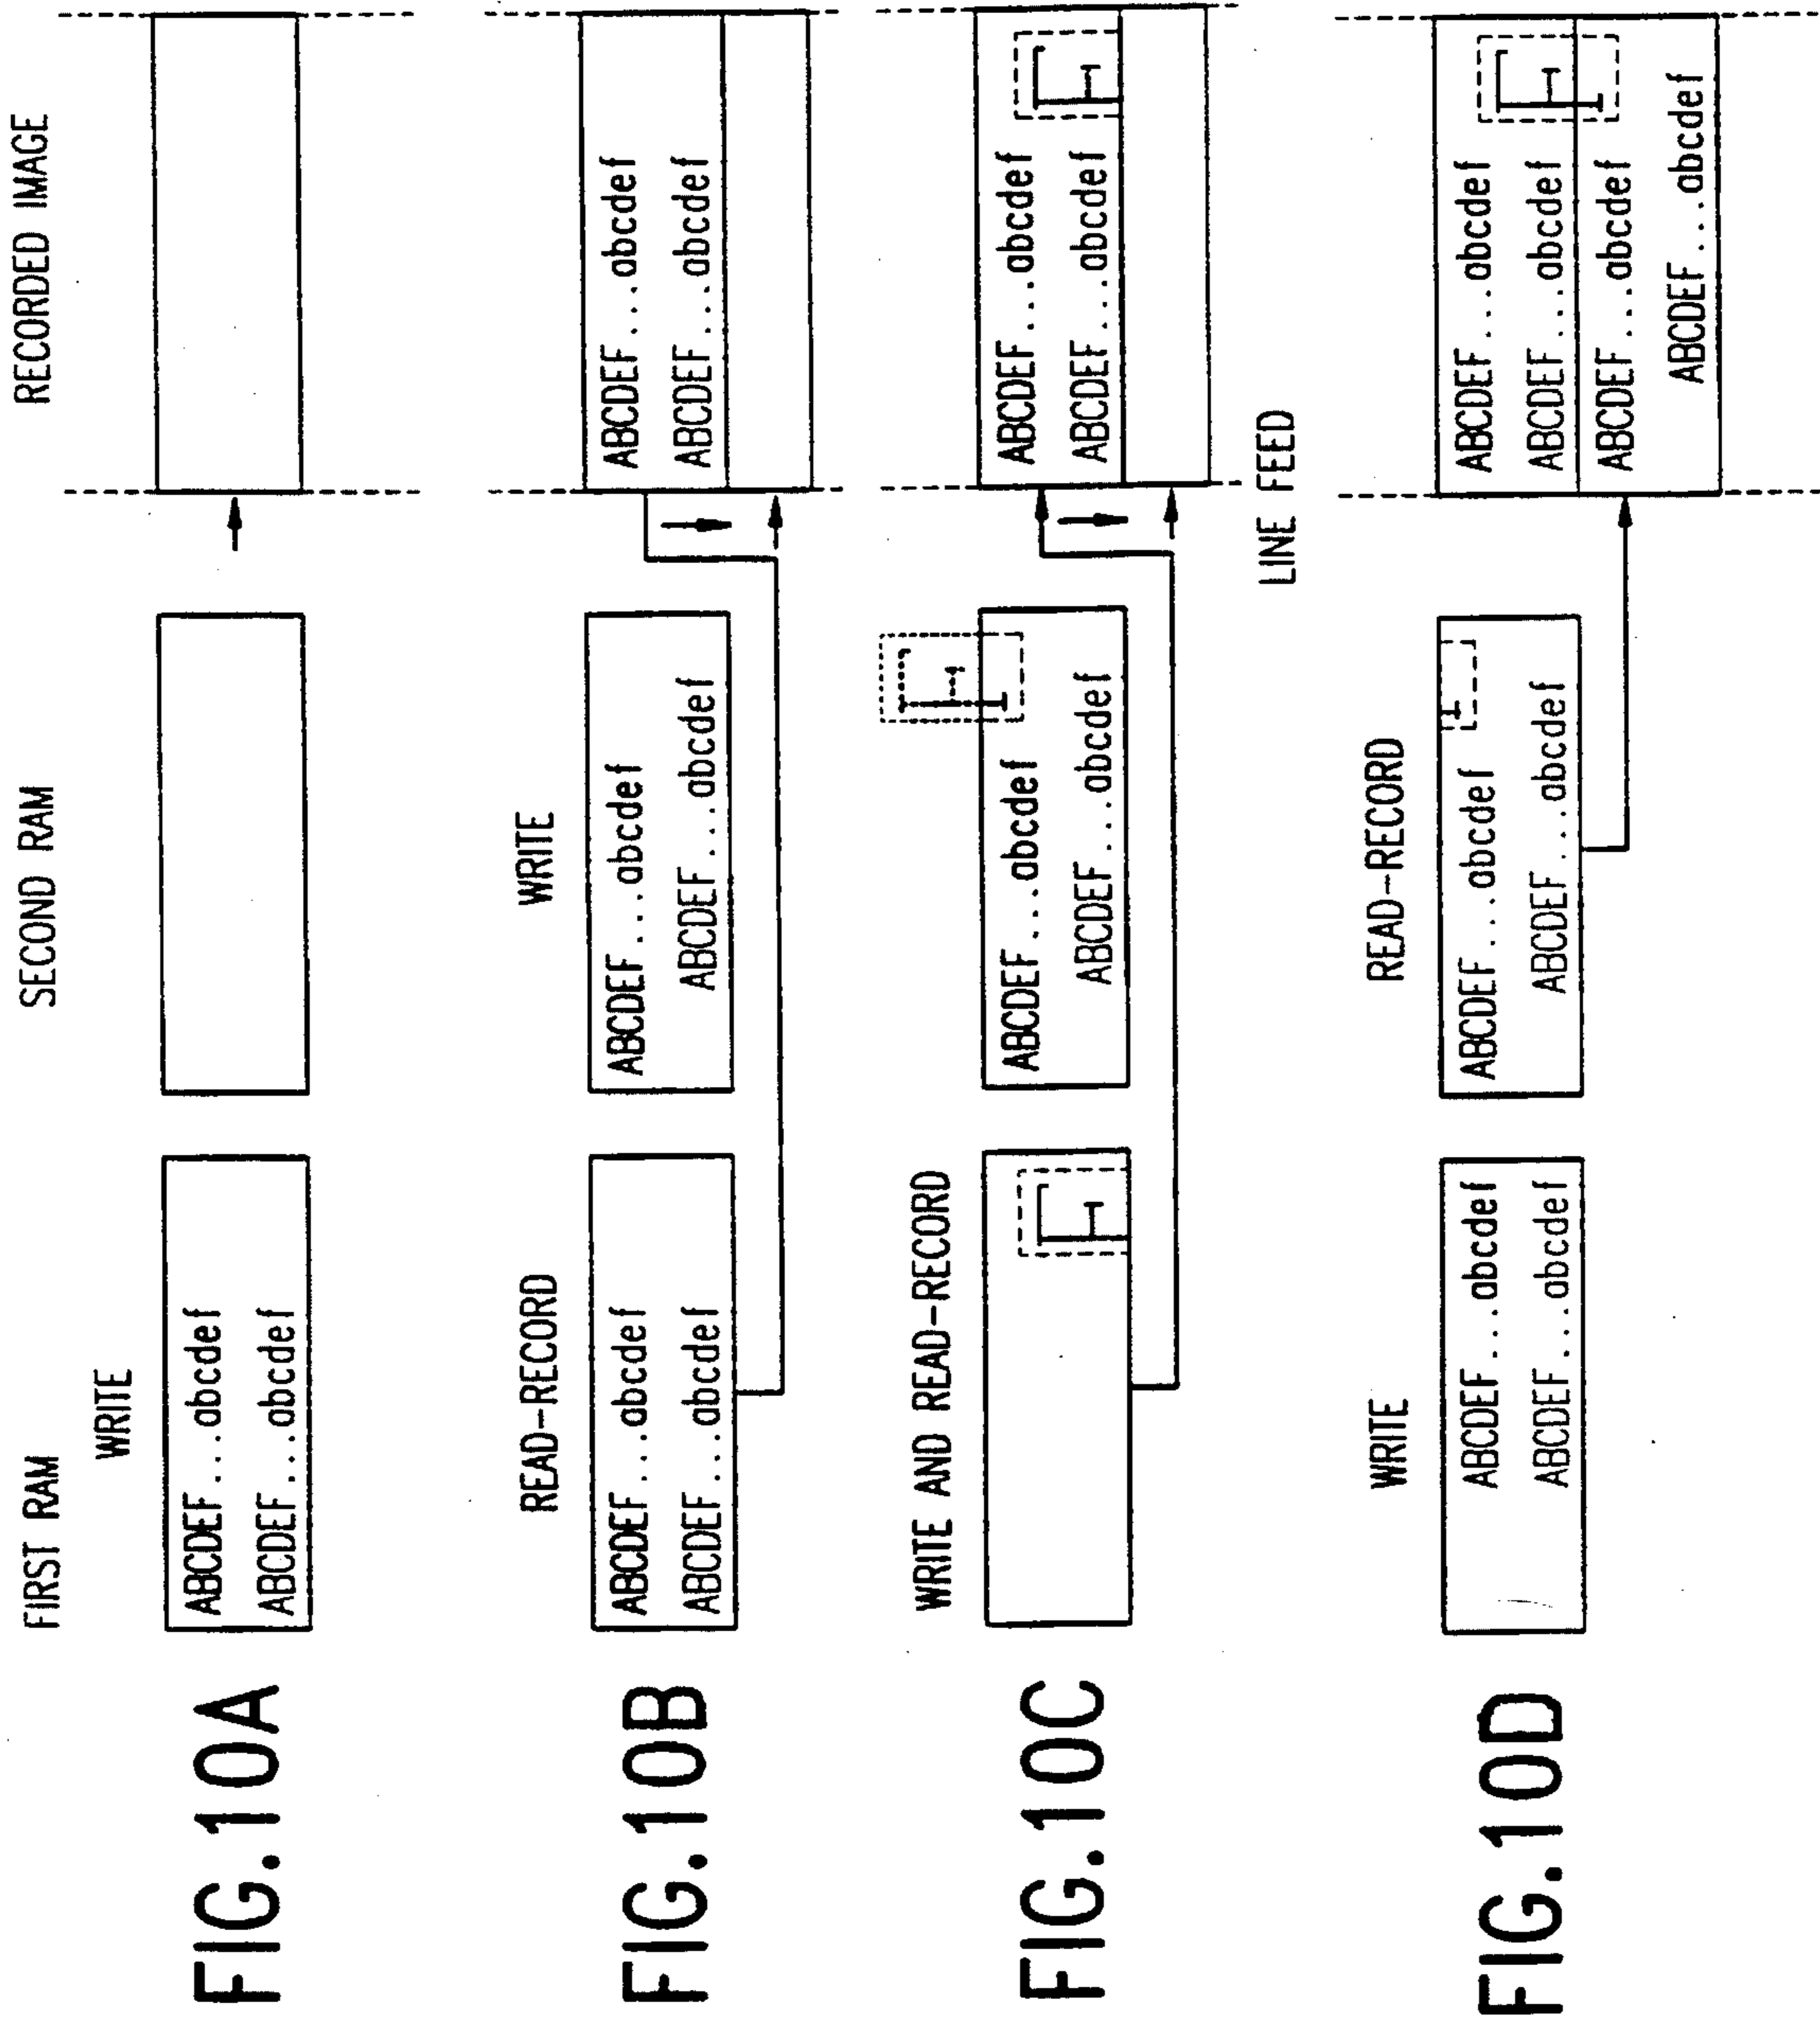 FIRST RAM
SECOND RAM
RECORDED IMAGE
FIG.10A
WRITE
ABCDEF...abcdef
ABCDEF...abcdef
FIG.10B
READ-RECORD
ABCDEF...abcdef
ABCDEF...abcdef
WRITE
ABCDEF...abcdef
ABCDEF....abcdef
ABCDEF...abcdef
ABCDEF...abcdef
FIG.10C
WRITE AND READ-RECORD
F
F
ABCDEF...abcdef
ABCDEF....abcdef
F
ABCDEF...abcdef
ABCDEF...abcdef
LINE FEED
FIG.10D
WRITE
ABCDEF....abcdef
ABCDEF...abcdef
READ-RECORD
ABCDEF...abcdef
ABCDEF....abcdef
F
ABCDEF...abcdef
ABCDEF...abcdef
ABCDEF...abcdef
ABCDEF...abcdef